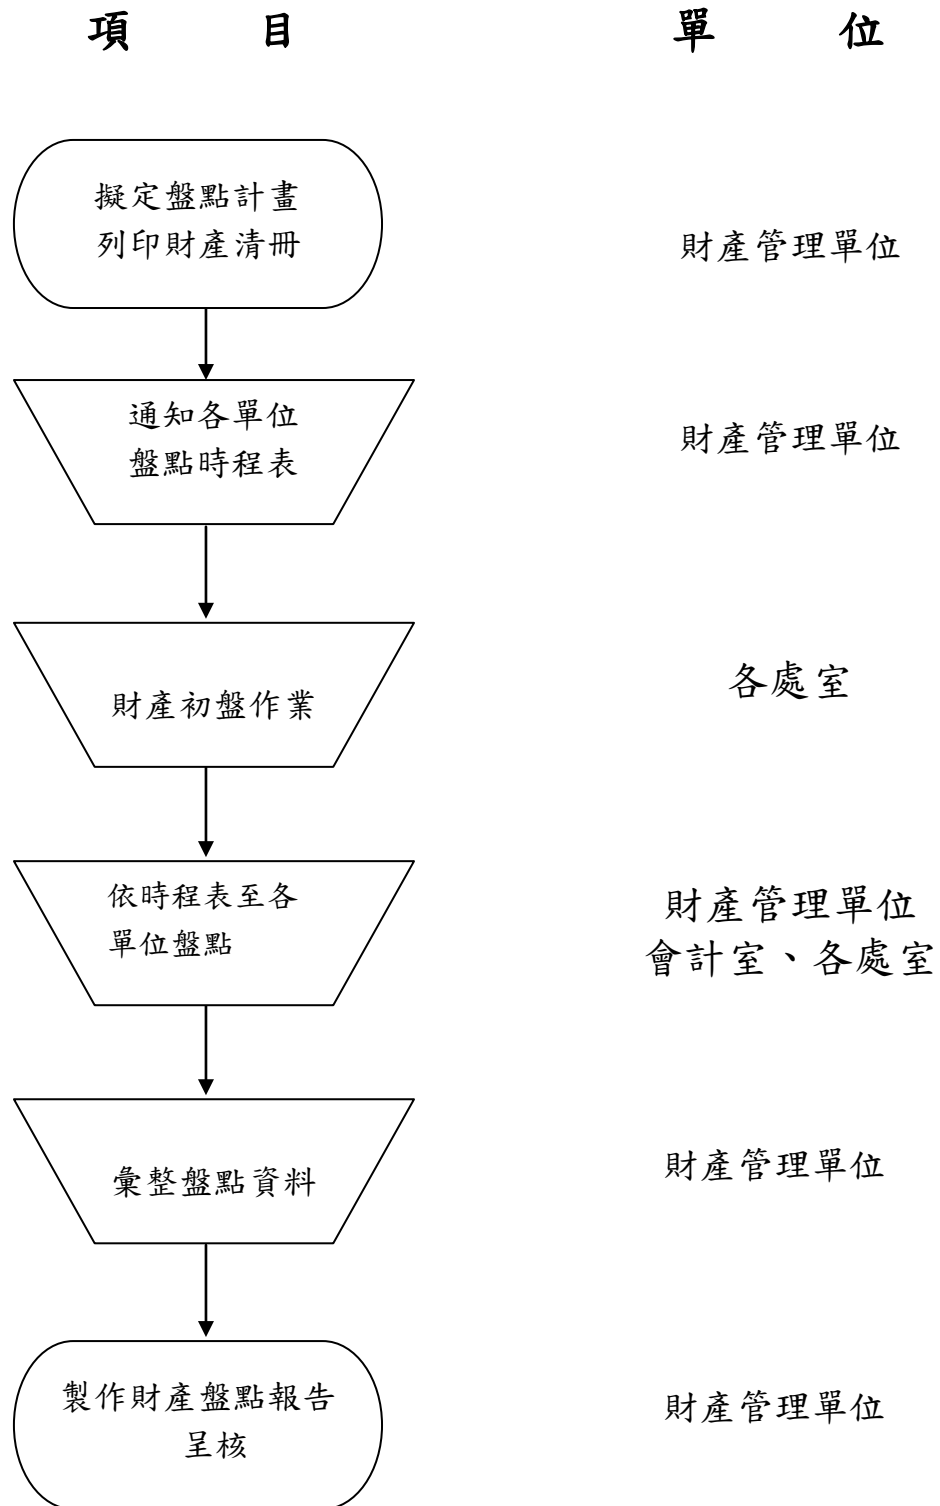 項目 單位
擬定盤點計畫
列印財產清冊
財產管理單位
通知各單位
盤點時程表
財產管理單位
財產初盤作業
各處室
依時程表至各
單位盤點
財產管理單位
會計室、各處室
彙整盤點資料
財產管理單位
製作財產盤點報告
呈核
財產管理單位